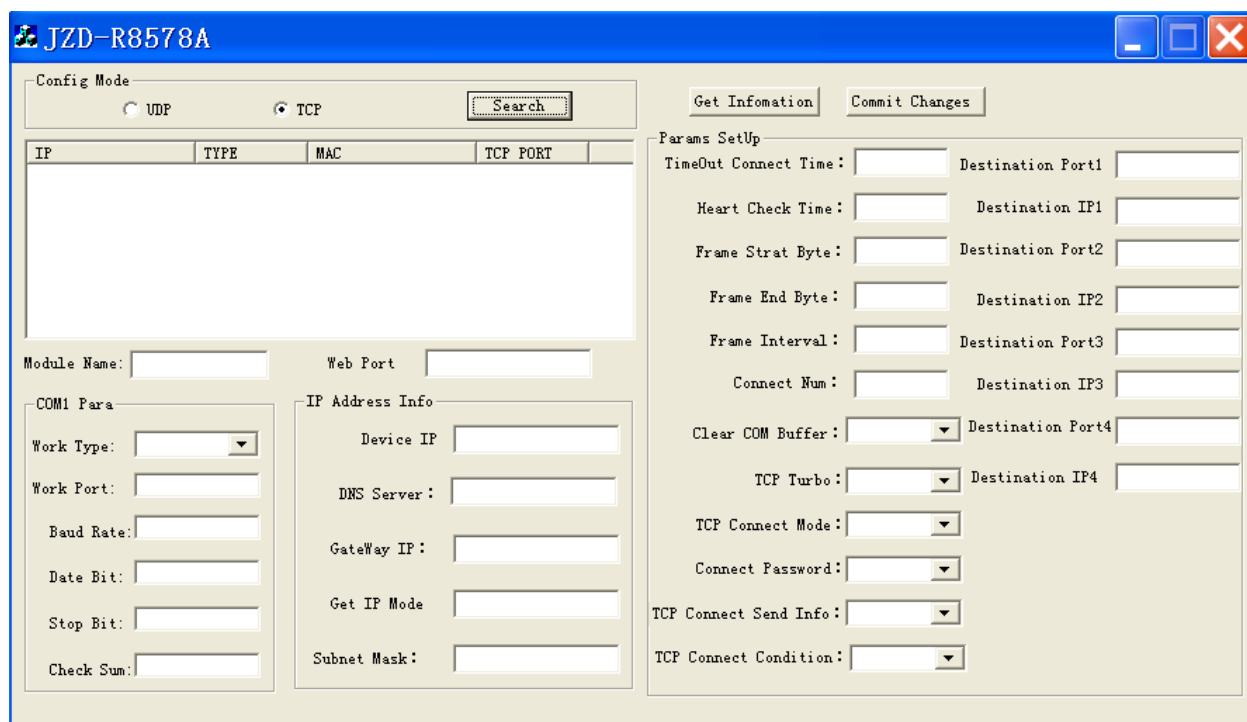 JZD-R8578A
Config Mode
UDP TCP Search
IP TYPE MAC TCP PORT
Module Name: Web Port
COM1 Para
Work Type:
Work Port:
Baud Rate:
Date Bit:
Stop Bit:
Check Sum:
IP Address Info
Device IP
DNS Server:
GateWay IP:
Get IP Mode
Subnet Mask:
Get Infomation Commit Changes
Params SetUp
TimeOut Connect Time: Destination Port1
Heart Check Time: Destination IP1
Frame Strat Byte: Destination Port2
Frame End Byte: Destination IP2
Frame Interval: Destination Port3
Connect Num: Destination IP3
Clear COM Buffer: Destination Port4
TCP Turbo: Destination IP4
TCP Connect Mode:
Connect Password:
TCP Connect Send Info:
TCP Connect Condition: